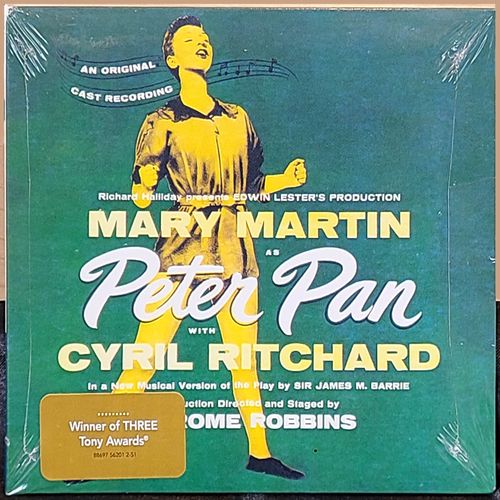 AN ORIGINAL
CAST RECORDING
Richard Halliday presents EDWIN LESTER'S PRODUCTION
MARY MARTIN
AS
Peter Pan
WITH
CYRIL RITCHARD
In a New Musical Version of the Play by SIR JAMES M. BARRIE
uction Directed and Staged by
ROME ROBBINS
Winner of THREE
Tony Awards®
88697 56201 2-S1